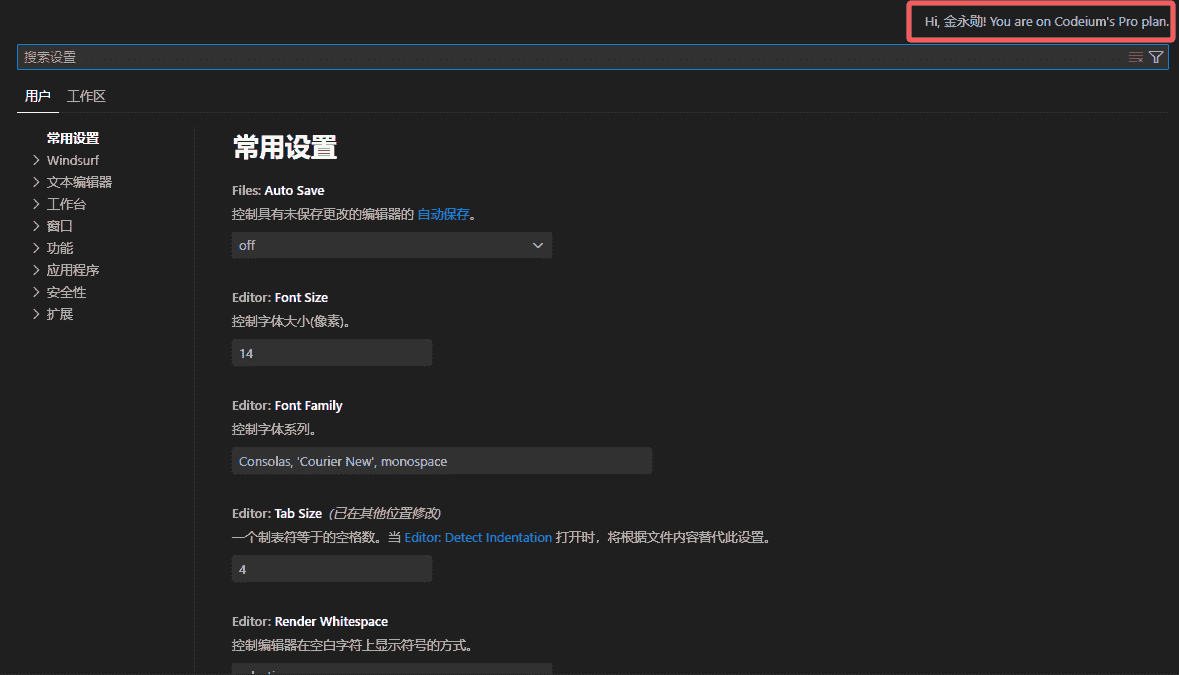 Hi, 金永勋! You are on Codeium's Pro plan.
搜索设置
用户 工作区
常用设置
Windsurf
文本编辑器
工作台
窗口
功能
应用程序
安全性
扩展
常用设置
Files: Auto Save
控制具有未保存更改的编辑器的 自动保存。
off
Editor: Font Size
控制字体大小(像素)。
14
Editor: Font Family
控制字体系列。
Consolas, 'Courier New', monospace
Editor: Tab Size (已在其他位置修改)
一个制表符等于的空格数。当 Editor: Detect Indentation 打开时，将根据文件内容替代此设置。
4
Editor: Render Whitespace
控制编辑器在空白字符上显示符号的方式。